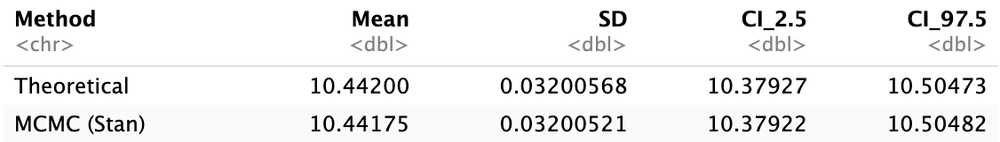 Method Mean SD CI_2.5 CI_97.5
<chr> <dbl> <dbl> <dbl> <dbl>
Theoretical 10.44200 0.03200568 10.37927 10.50473
MCMC (Stan) 10.44175 0.03200521 10.37922 10.50482